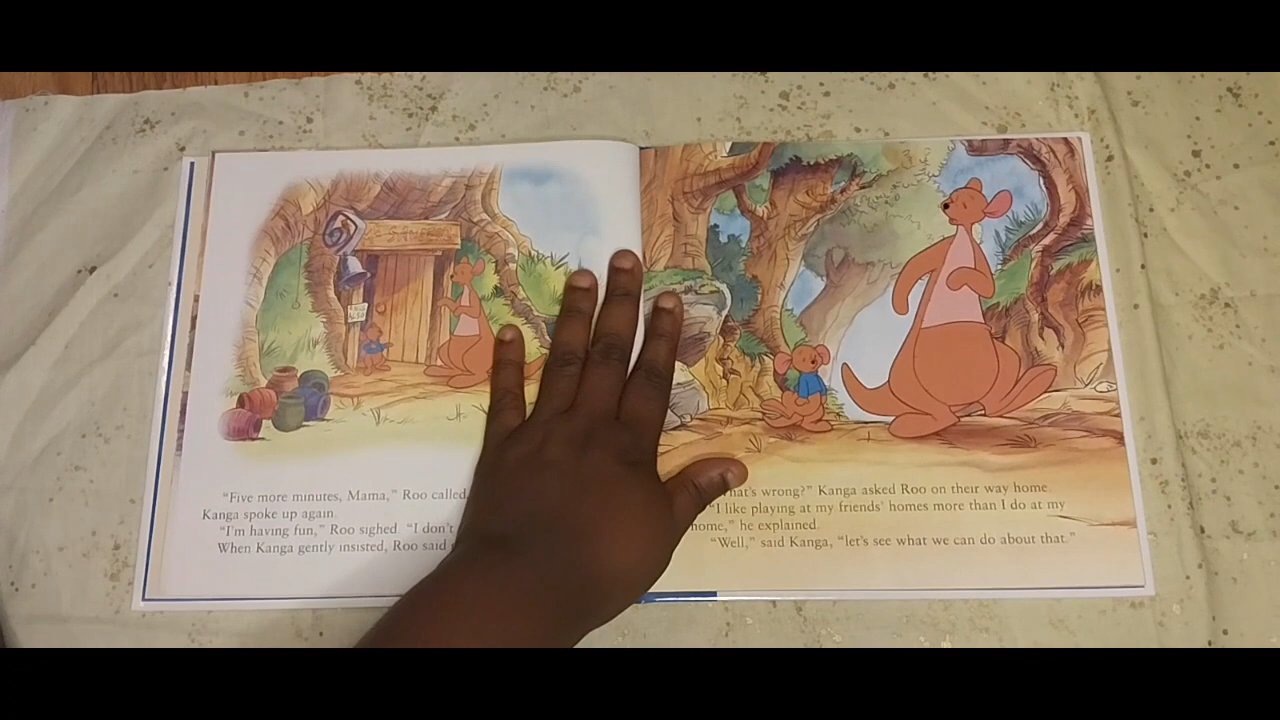 "Five more minutes, Mama," Roo called
Kanga spoke up again.
"I'm having fun," Roo sighed. "I don't
When Kanga gently insisted, Roo said
What's wrong?" Kanga asked Roo on their way home.
"I like playing at my friends' homes more than I do at my
home," he explained.
"Well," said Kanga, "let's see what we can do about that."